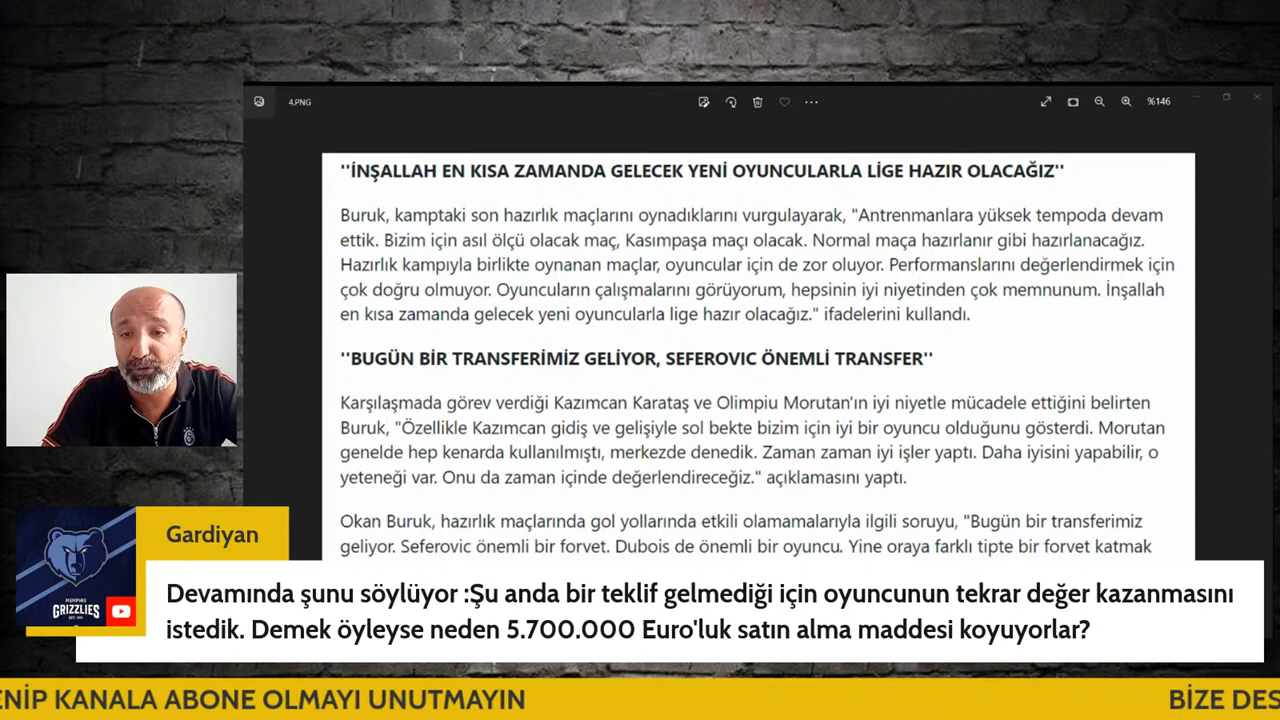 4.PNG
%146
''İNŞALLAH EN KISA ZAMANDA GELECEK YENİ OYUNCULARLA LİGE HAZIR OLACAĞIZ''
Buruk, kamptaki son hazırlık maçlarını oynadıklarını vurgulayarak, "Antrenmanlara yüksek tempoda devam
ettik. Bizim için asıl ölçü olacak maç, Kasımpaşa maçı olacak. Normal maça hazırlanır gibi hazırlanacağız.
Hazırlık kampıyla birlikte oynanan maçlar, oyuncular için de zor oluyor. Performanslarını değerlendirmek için
çok doğru olmuyor. Oyuncuların çalışmalarını görüyorum, hepsinin iyi niyetinden çok memnunum. İnşallah
en kısa zamanda gelecek yeni oyuncularla lige hazır olacağız." ifadelerini kullandı.
''BUGÜN BİR TRANSFERİMİZ GELİYOR, SEFEROVIC ÖNEMLİ TRANSFER''
Karşılaşmada görev verdiği Kazımcan Karataş ve Olimpiu Morutan'ın iyi niyetle mücadele ettiğini belirten
Buruk, "Özellikle Kazımcan gidiş ve gelişiyle sol bekte bizim için iyi bir oyuncu olduğunu gösterdi. Morutan
genelde hep kenarda kullanılmıştı, merkezde denedik. Zaman zaman iyi işler yaptı. Daha iyisini yapabilir, o
yeteneği var. Onu da zaman içinde değerlendireceğiz." açıklamasını yaptı.
Okan Buruk, hazırlık maçlarında gol yollarında etkili olamamalarıyla ilgili soruyu, "Bugün bir transferimiz
geliyor. Seferovic önemli bir forvet. Dubois de önemli bir oyuncu. Yine oraya farklı tipte bir forvet katmak
Gardiyan
MEMPHIS
GRIZZLIES
Devamında şunu söylüyor :Şu anda bir teklif gelmediği için oyuncunun tekrar değer kazanmasını
istedik. Demek öyleyse neden 5.700.000 Euro'luk satın alma maddesi koyuyorlar?
ENİP KANALA ABONE OLMAYI UNUTMAYIN
BİZE DES